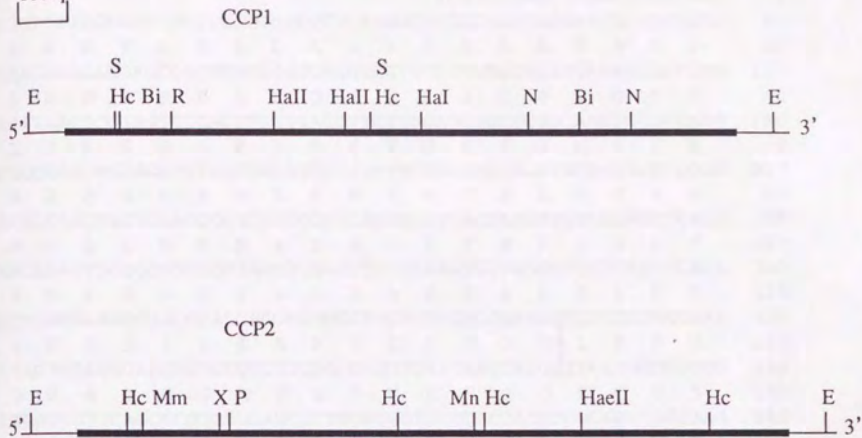 CCP1
S S
E Hc Bi R HaII HaII Hc HaI N Bi N E
5' 3'
CCP2
E Hc Mm X P Hc Mn Hc HaeII Hc E
5' 3'